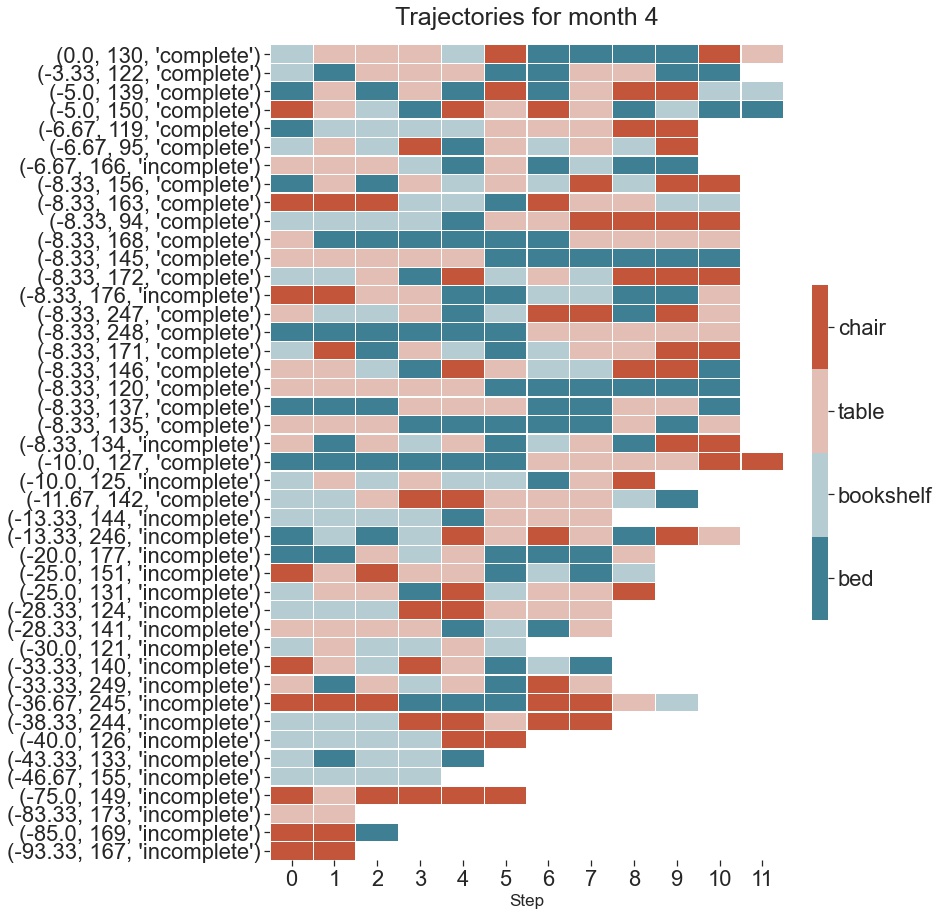 Trajectories for month 4
(0.0, 130, 'complete')
(-3.33, 122, 'complete')
(-5.0, 139, 'complete')
(-5.0, 150, 'complete')
(-6.67, 119, 'complete')
(-6.67, 95, 'complete')
(-6.67, 166, 'incomplete')
(-8.33, 156, 'complete')
(-8.33, 163, 'complete')
(-8.33, 94, 'complete')
(-8.33, 168, 'complete')
(-8.33, 145, 'complete')
(-8.33, 172, 'complete')
(-8.33, 176, 'incomplete')
(-8.33, 247, 'complete')
(-8.33, 248, 'complete')
(-8.33, 171, 'complete')
(-8.33, 146, 'complete')
(-8.33, 120, 'complete')
(-8.33, 137, 'complete')
(-8.33, 135, 'complete')
(-8.33, 134, 'incomplete')
(-10.0, 127, 'complete')
(-10.0, 125, 'incomplete')
(-11.67, 142, 'complete')
(-13.33, 144, 'incomplete')
(-13.33, 246, 'incomplete')
(-20.0, 177, 'incomplete')
(-25.0, 151, 'incomplete')
(-25.0, 131, 'incomplete')
(-28.33, 124, 'incomplete')
(-28.33, 141, 'incomplete')
(-30.0, 121, 'incomplete')
(-33.33, 140, 'incomplete')
(-33.33, 249, 'incomplete')
(-36.67, 245, 'incomplete')
(-38.33, 244, 'incomplete')
(-40.0, 126, 'incomplete')
(-43.33, 133, 'incomplete')
(-46.67, 155, 'incomplete')
(-75.0, 149, 'incomplete')
(-83.33, 173, 'incomplete')
(-85.0, 169, 'incomplete')
(-93.33, 167, 'incomplete')
0 1 2 3 4 5 6 7 8 9 10 11
Step
chair
table
bookshelf
bed